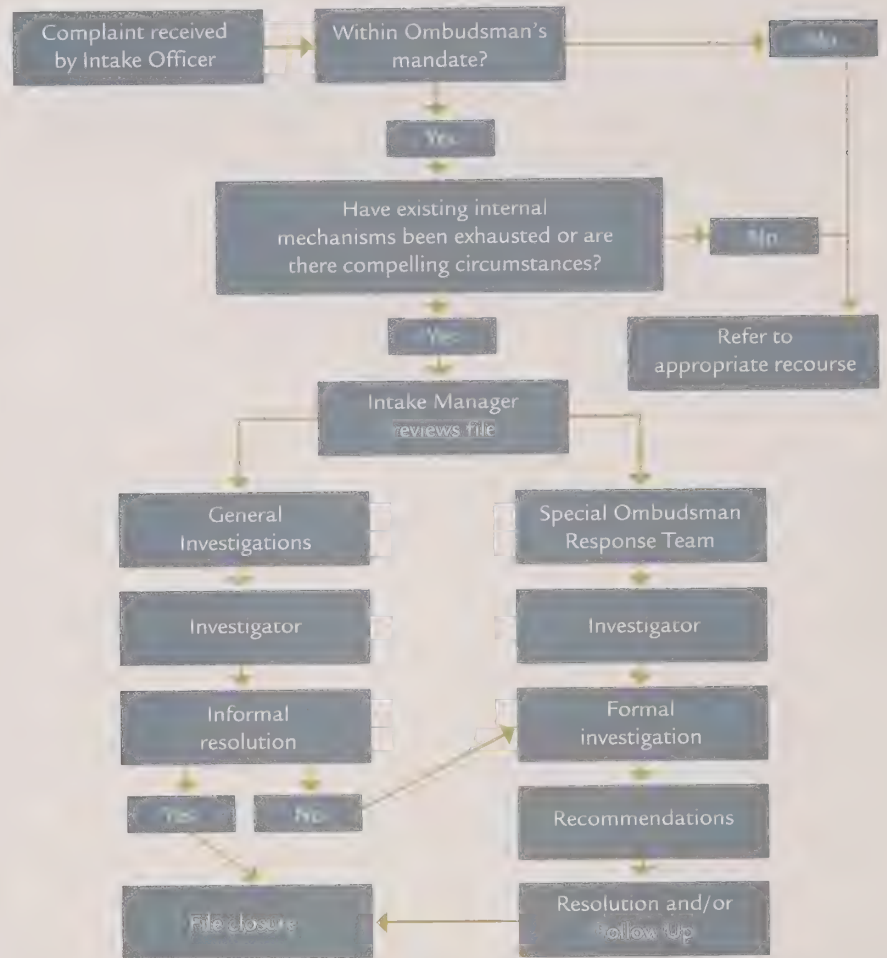 Complaint received
by Intake Officer
Within Ombudsman's
mandate?
No
Yes
Have existing internal
mechanisms been exhausted or are
there compelling circumstances?
No
Yes
Refer to
appropriate recourse
Intake Manager
reviews file
General
Investigations
Special Ombudsman
Response Team
Investigator
Investigator
Informal
resolution
Formal
investigation
Yes
No
Recommendations
File closure
Resolution and/or
Follow Up